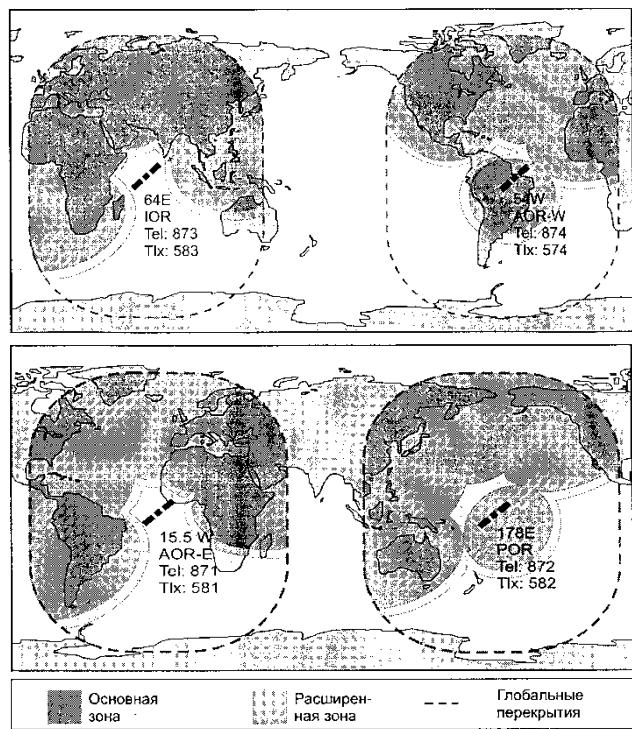 64E
IOR
Tel: 873
Tlx: 583
54W
AOR-W
Tel: 874
Tlx: 574
15.5 W
AOR-E
Tel: 871
Tlx: 581
178E
POR
Tel: 872
Tlx: 582
Основная
зона
Расширен-
ная зона
Глобальные
перекрытия